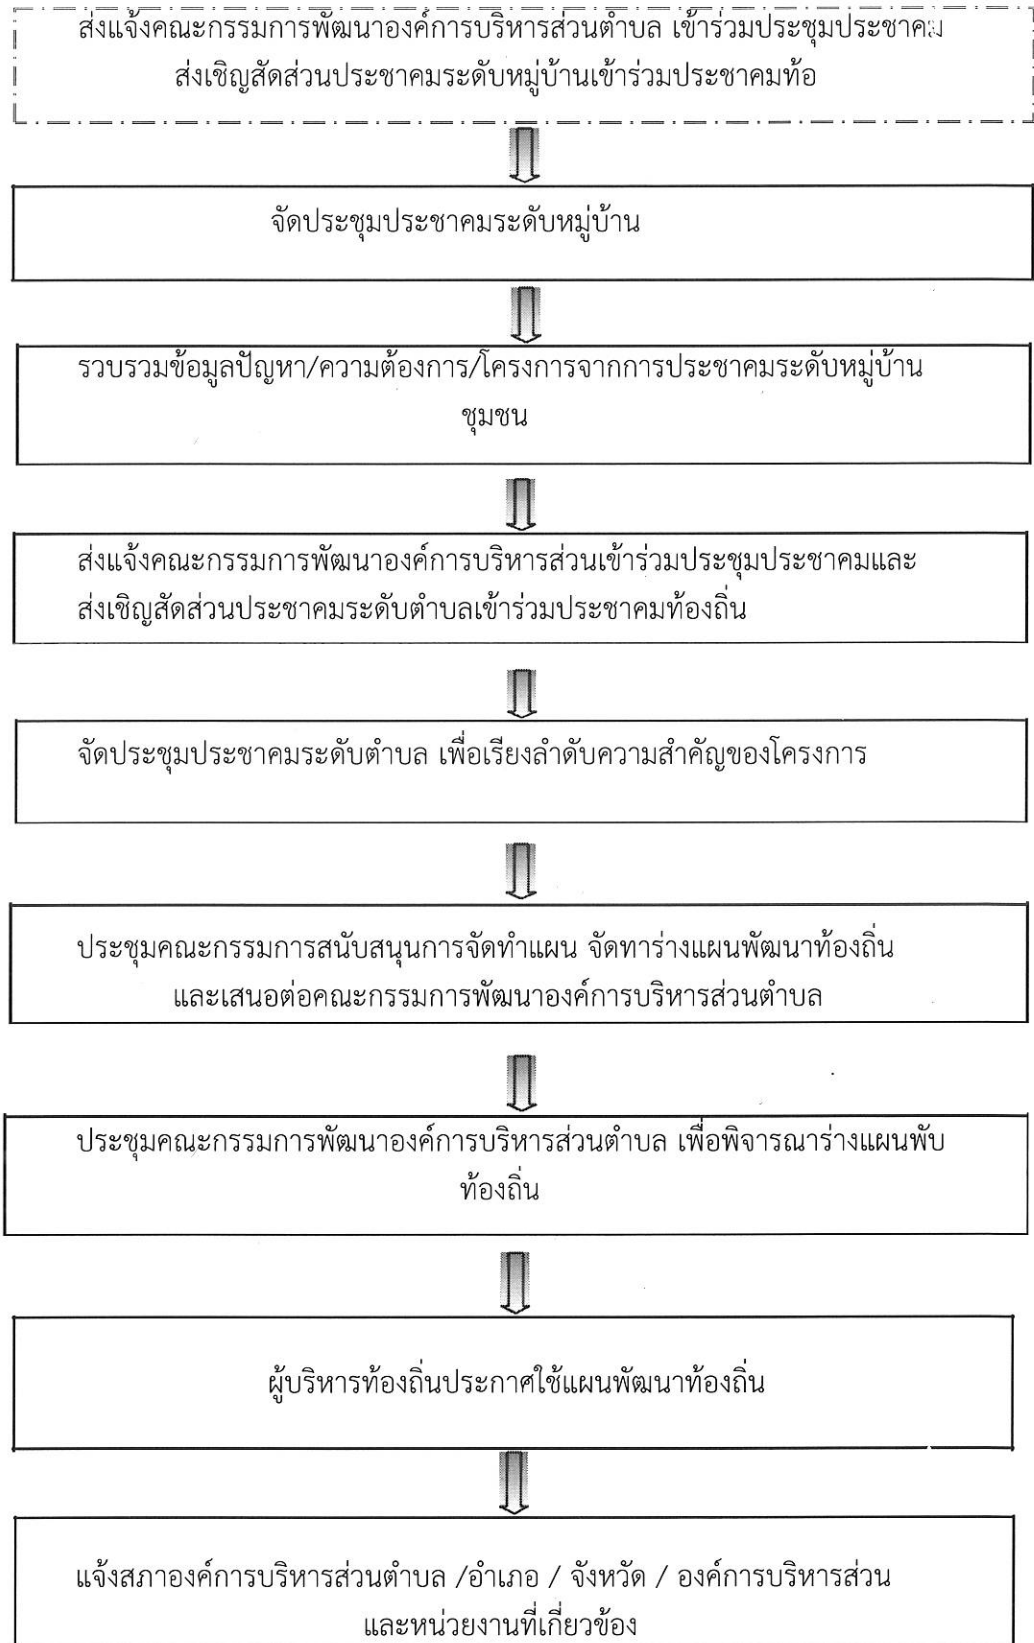 ส่งแจ้งคณะกรรมการพัฒนาองค์การบริหารส่วนตำบล เข้าร่วมประชุมประชาคม
ส่งเชิญสัดส่วนประชาคมระดับหมู่บ้านเข้าร่วมประชาคมท้อ
จัดประชุมประชาคมระดับหมู่บ้าน
รวบรวมข้อมูลปัญหา/ความต้องการ/โครงการจากการประชาคมระดับหมู่บ้าน
ชุมชน
ส่งแจ้งคณะกรรมการพัฒนาองค์การบริหารส่วนเข้าร่วมประชุมประชาคมและ
ส่งเชิญสัดส่วนประชาคมระดับตำบลเข้าร่วมประชาคมท้องถิ่น
จัดประชุมประชาคมระดับตำบล เพื่อเรียงลำดับความสำคัญของโครงการ
ประชุมคณะกรรมการสนับสนุนการจัดทำแผน จัดทาร่างแผนพัฒนาท้องถิ่น
และเสนอต่อคณะกรรมการพัฒนาองค์การบริหารส่วนตำบล
ประชุมคณะกรรมการพัฒนาองค์การบริหารส่วนตำบล เพื่อพิจารณาร่างแผนพับ
ท้องถิ่น
ผู้บริหารท้องถิ่นประกาศใช้แผนพัฒนาท้องถิ่น
แจ้งสภาองค์การบริหารส่วนตำบล /อำเภอ / จังหวัด / องค์การบริหารส่วน
และหน่วยงานที่เกี่ยวข้อง